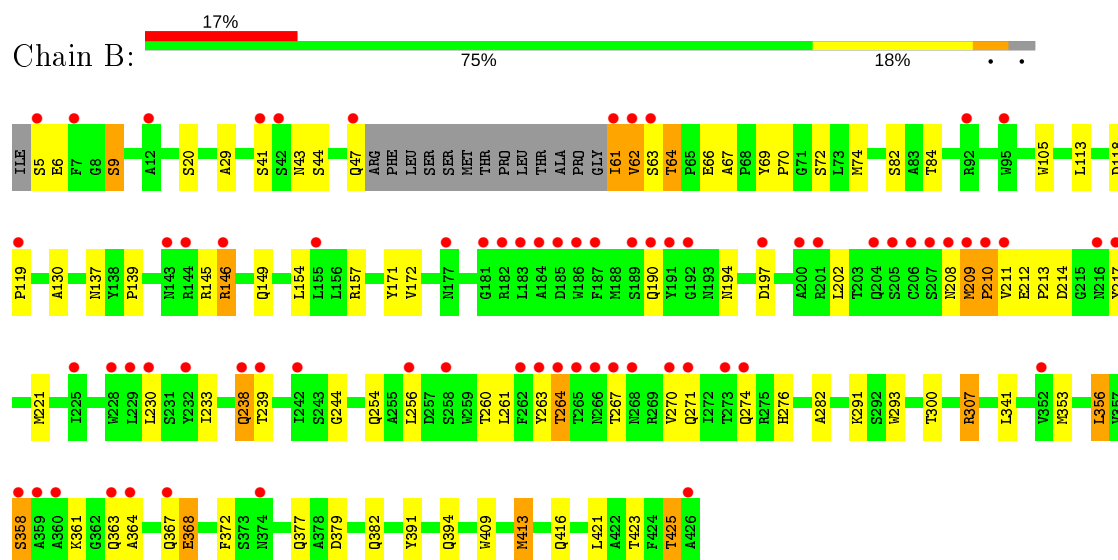 17%
Chain B:
75% 18% • •
ILE S5 E6 F7 G8 S9 A12 S20 A29 S41 S42 N43 S44 Q47 ARG PHE LEU SER SER MET THR PRO LEU THR ALA PRO GLY I61 V62 S63 T64 P65 E66 A67 P68 Y69 P70 G71 S72 L73 M74 S82 A83 T84 R92 W95 W105 L113 D118
P119 A130 N137 Y138 P139 N143 R144 R145 R146 Q149 L154 L155 L156 R157 Y171 V172 N177 G181 R182 L183 A184 D185 W186 F187 M188 S189 Q190 Y191 G192 N193 N194 D197 A200 R201 L202 T203 Q204 S205 C206 S207 N208 M209 P210 V211 E212 P213 D214 G215 N216 Y217
M221 I225 W228 L229 L230 S231 Y232 I233 Q238 T239 I242 S243 G244 Q254 A255 L256 D257 S258 W259 T260 L261 F262 Y263 T264 T265 N266 T267 N268 R269 V270 Q271 I272 T273 Q274 R275 H276 A282 K291 S292 W293 T300 R307 L341 V352 M353 L356 V357
S358 A359 A360 K361 G362 Q363 A364 Q367 E368 F372 S373 N374 Q377 A378 D379 Q382 Y391 Q394 W409 M413 Q416 L421 A422 T423 F424 T425 A426